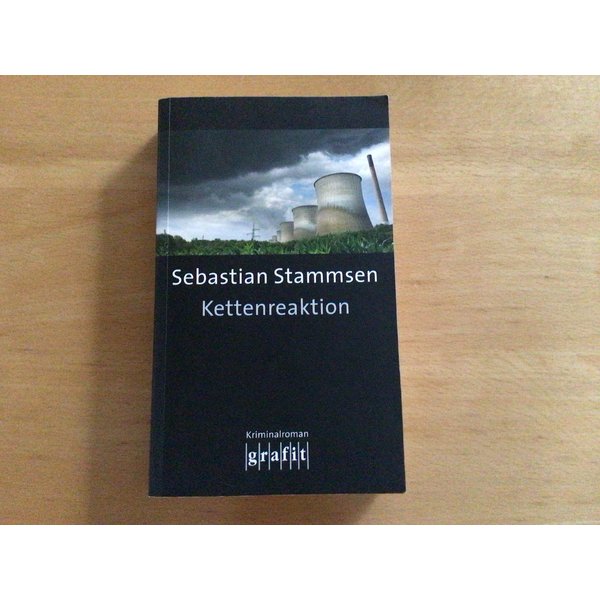 Sebastian Stammsen
Kettenreaktion
Kriminalroman
grafit